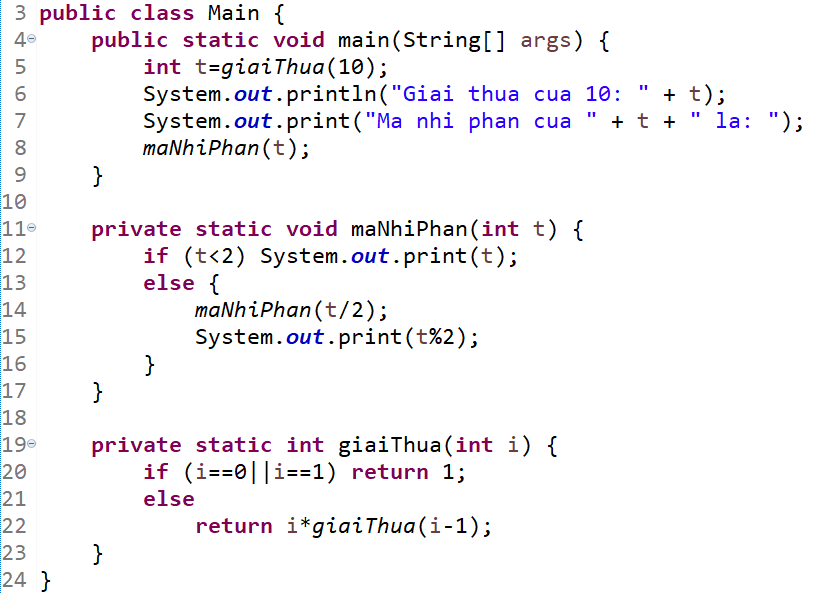 3 public class Main {
4 public static void main(String[] args) {
5 int t=giaiThua(10);
6 System.out.println("Giai thua cua 10: " + t);
7 System.out.print("Ma nhi phan cua " + t + " la: ");
8 maNhiPhan(t);
9 }
10
11 private static void maNhiPhan(int t) {
12 if (t<2) System.out.print(t);
13 else {
14 maNhiPhan(t/2);
15 System.out.print(t%2);
16 }
17 }
18
19 private static int giaiThua(int i) {
20 if (i==0||i==1) return 1;
21 else
22 return i*giaiThua(i-1);
23 }
24 }